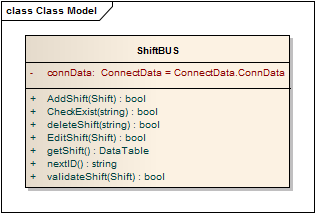 class Class Model
ShiftBUS
- connData: ConnectData = ConnectData.ConnData
+ AddShift(Shift) : bool
+ CheckExist(string) : bool
+ deleteShift(string) : bool
+ EditShift(Shift) : bool
+ getShift() : DataTable
+ nextID() : string
+ validateShift(Shift) : bool